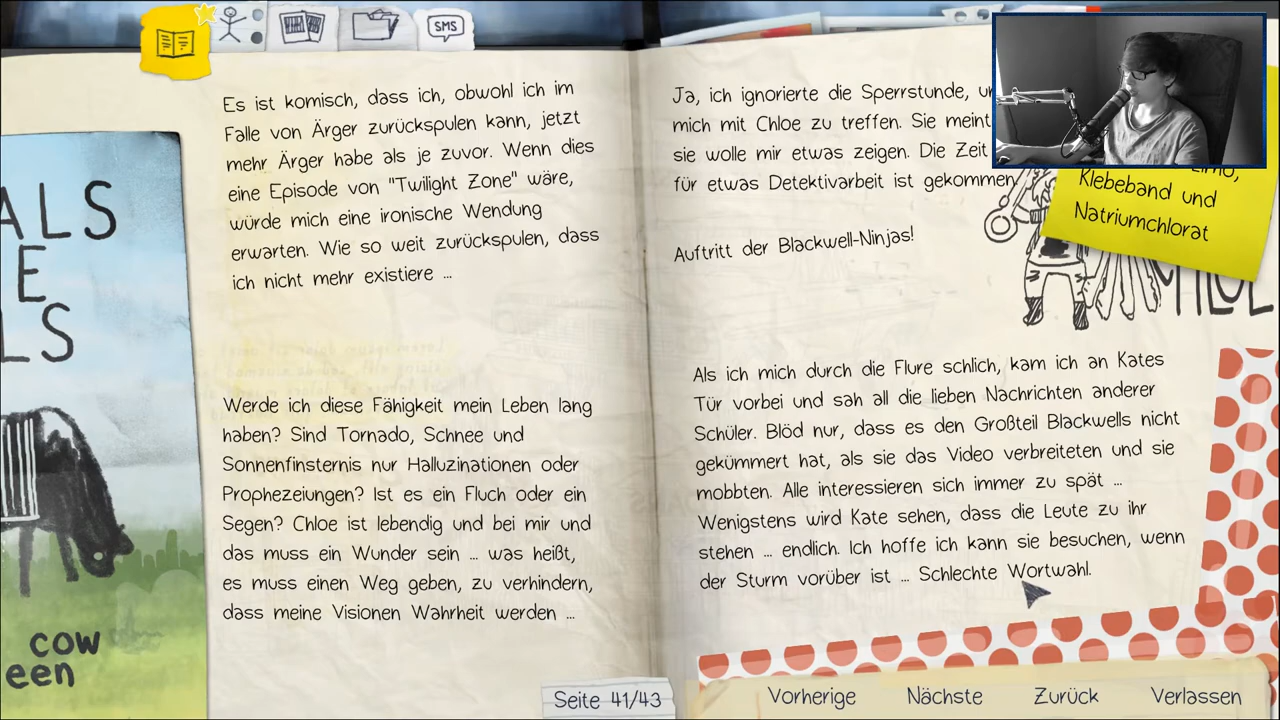 SMS
ALS
E
LS
cow
een
Es ist komisch, dass ich, obwohl ich im
Falle von Ärger zurückspulen kann, jetzt
mehr Ärger habe als je zuvor. Wenn dies
eine Episode von "Twilight Zone" wäre,
würde mich eine ironische Wendung
erwarten. Wie so weit zurückspulen, dass
ich nicht mehr existiere ...
Werde ich diese Fähigkeit mein Leben lang
haben? Sind Tornado, Schnee und
Sonnenfinsternis nur Halluzinationen oder
Prophezeiungen? Ist es ein Fluch oder ein
Segen? Chloe ist lebendig und bei mir und
das muss ein Wunder sein ... was heißt,
es muss einen Weg geben, zu verhindern,
dass meine Visionen Wahrheit werden ...
Ja, ich ignorierte die Sperrstunde,
mich mit Chloe zu treffen. Sie meint
sie wolle mir etwas zeigen. Die Zeit
für etwas Detektivarbeit ist gekommen.
Auftritt der Blackwell-Ninjas!
Klebeband und
Natriumchlorat
Als ich mich durch die Flure schlich, kam ich an Kates
Tür vorbei und sah all die lieben Nachrichten anderer
Schüler. Blöd nur, dass es den Großteil Blackwells nicht
gekümmert hat, als sie das Video verbreiteten und sie
mobbten. Alle interessieren sich immer zu spät ...
Wenigstens wird Kate sehen, dass die Leute zu ihr
stehen ... endlich. Ich hoffe ich kann sie besuchen, wenn
der Sturm vorüber ist ... Schlechte Wortwahl.
Seite 41/43
Vorherige
Nächste
Zurück
Verlassen